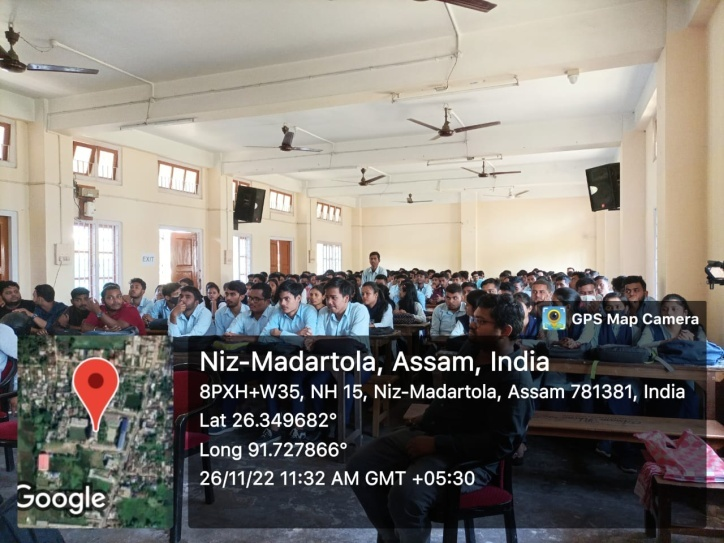 EXIT
GPS Map Camera
Niz-Madartola, Assam, India
8PXH+W35, NH 15, Niz-Madartola, Assam 781381, India
Lat 26.349682°
Long 91.727866°
26/11/22 11:32 AM GMT +05:30
Google